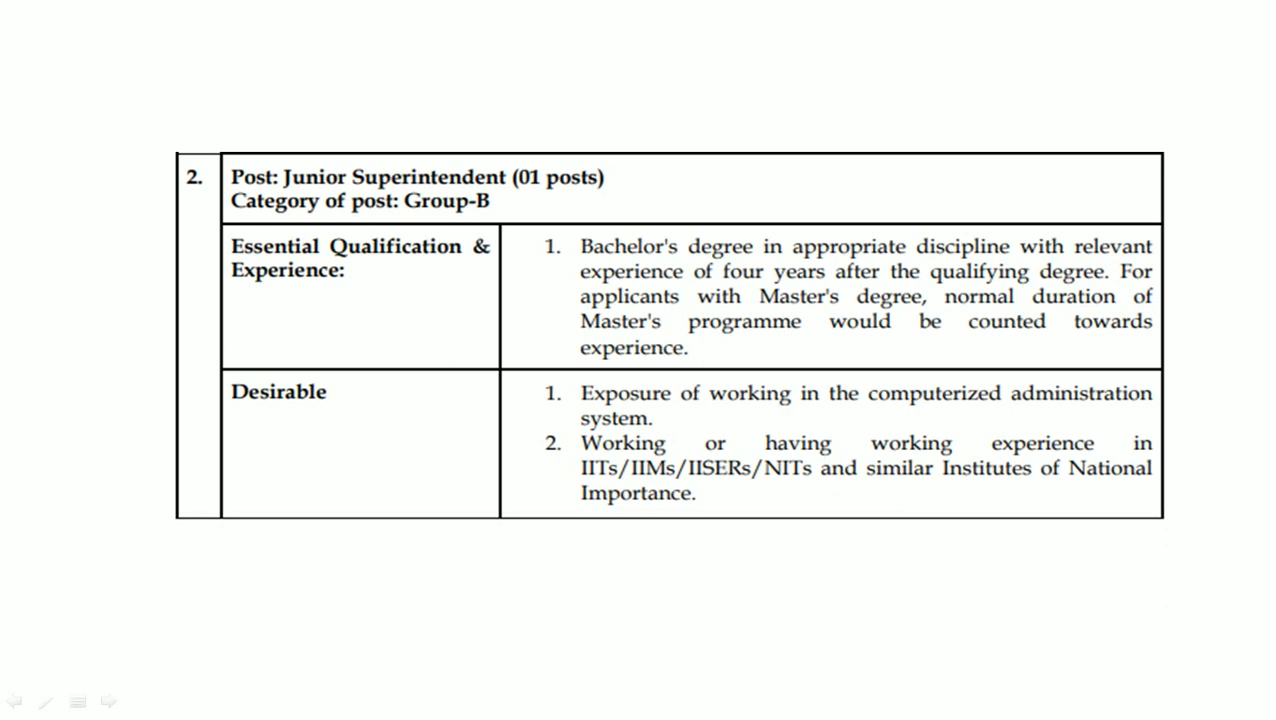 2.
Post: Junior Superintendent (01 posts)
Category of post: Group-B
Essential Qualification &
Experience:
1. Bachelor's degree in appropriate discipline with relevant
experience of four years after the qualifying degree. For
applicants with Master's degree, normal duration of
Master's programme would be counted towards
experience.
Desirable
1. Exposure of working in the computerized administration
system.
2. Working or having working experience in
IITs/IIMs/IISERs/NITs and similar Institutes of National
Importance.